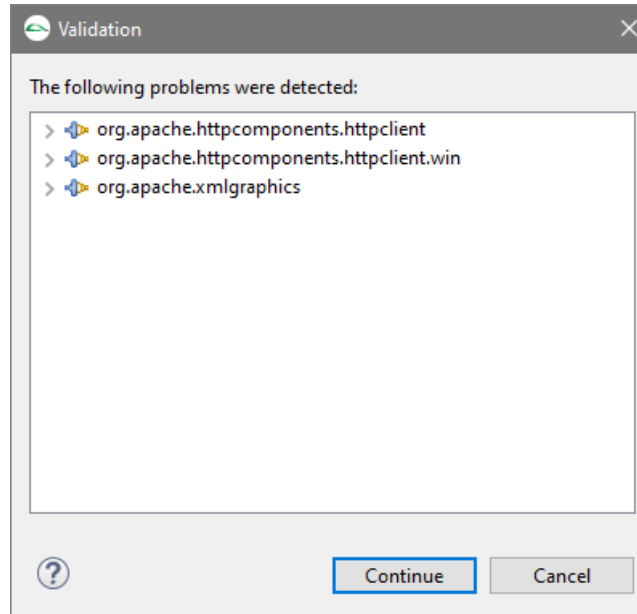 Validation
The following problems were detected:
org.apache.httpcomponents.httpclient
org.apache.httpcomponents.httpclient.win
org.apache.xmlgraphics
?
Continue
Cancel